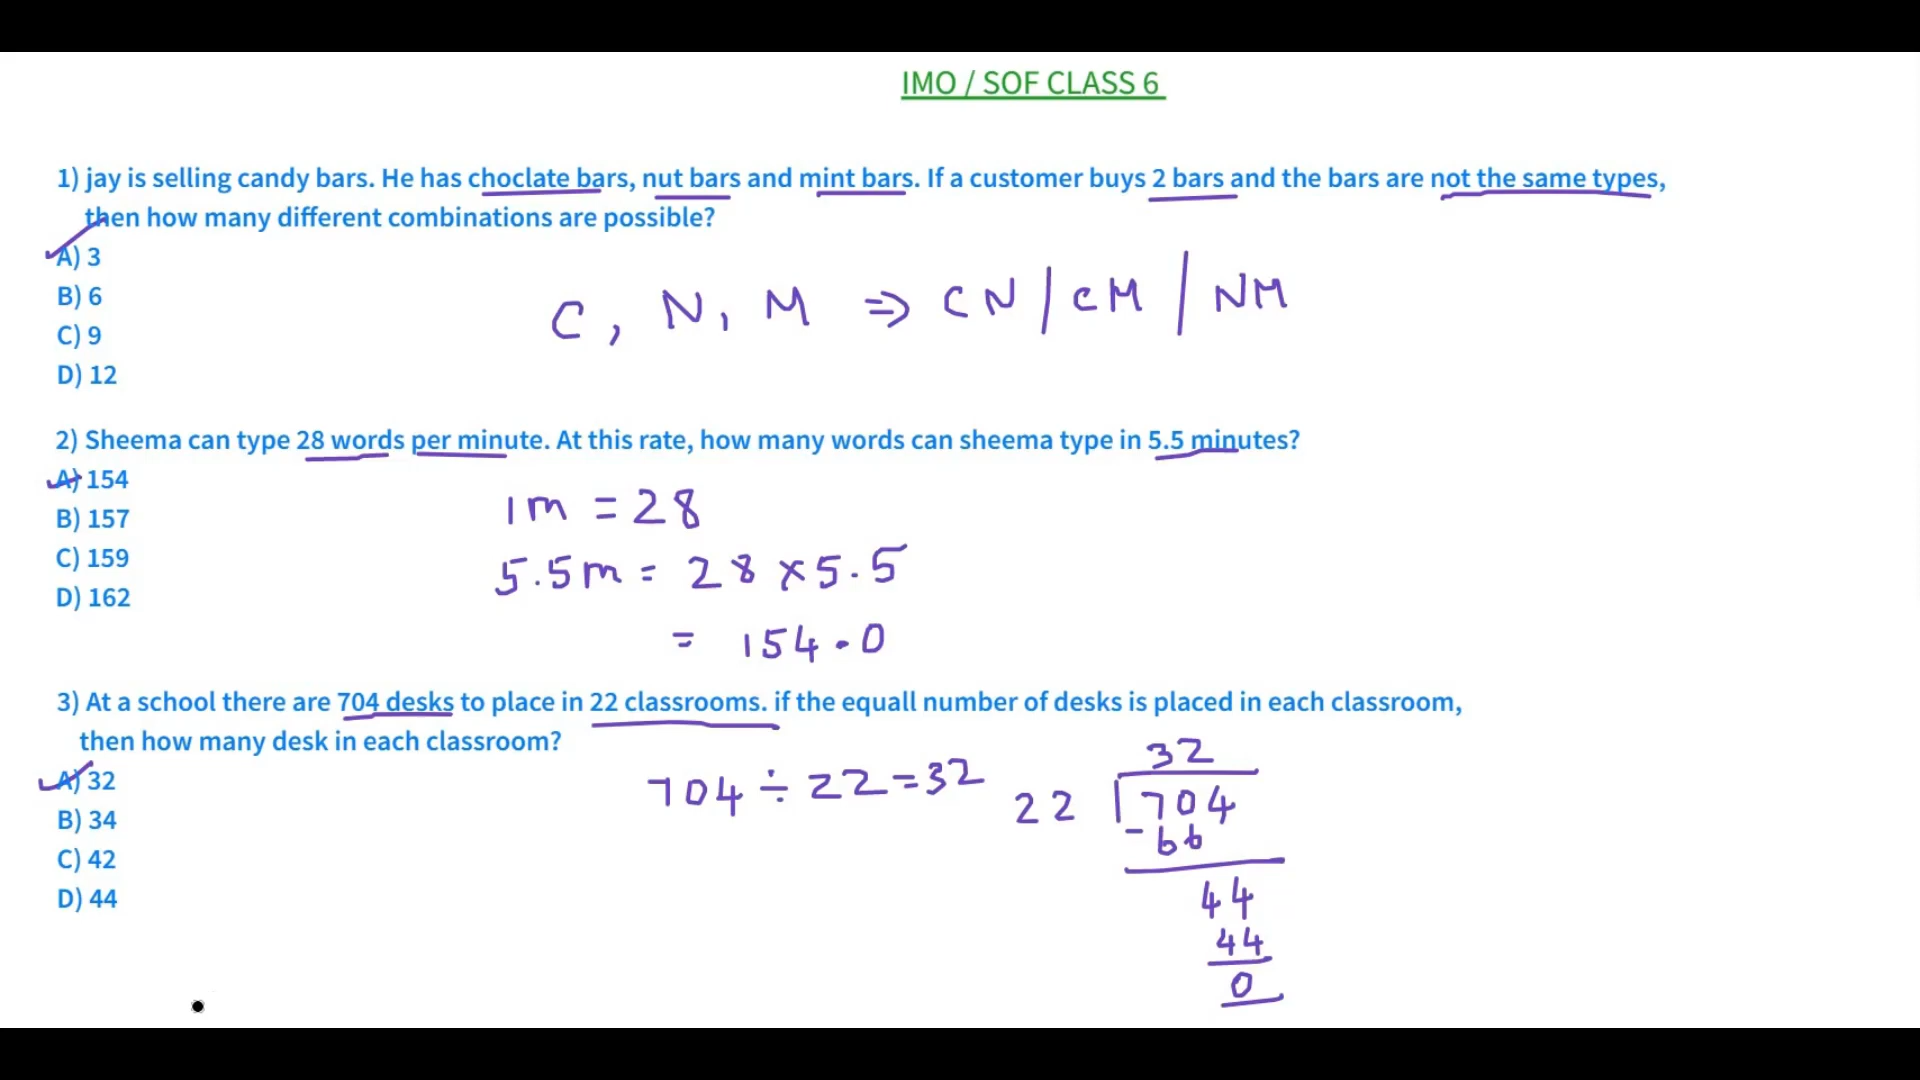 IMO / SOF CLASS 6
1) jay is selling candy bars. He has choclate bars, nut bars and mint bars. If a customer buys 2 bars and the bars are not the same types,
then how many different combinations are possible?
A) 3
B) 6
C) 9
D) 12
C, N, M ⇒ CN / CM / NM
2) Sheema can type 28 words per minute. At this rate, how many words can sheema type in 5.5 minutes?
A) 154
B) 157
C) 159
D) 162
1m = 28
5.5m = 28 × 5.5
= 154.0
3) At a school there are 704 desks to place in 22 classrooms. if the equall number of desks is placed in each classroom,
then how many desk in each classroom?
A) 32
B) 34
C) 42
D) 44
704 ÷ 22 = 32
32
22 704
- 66
44
44
0